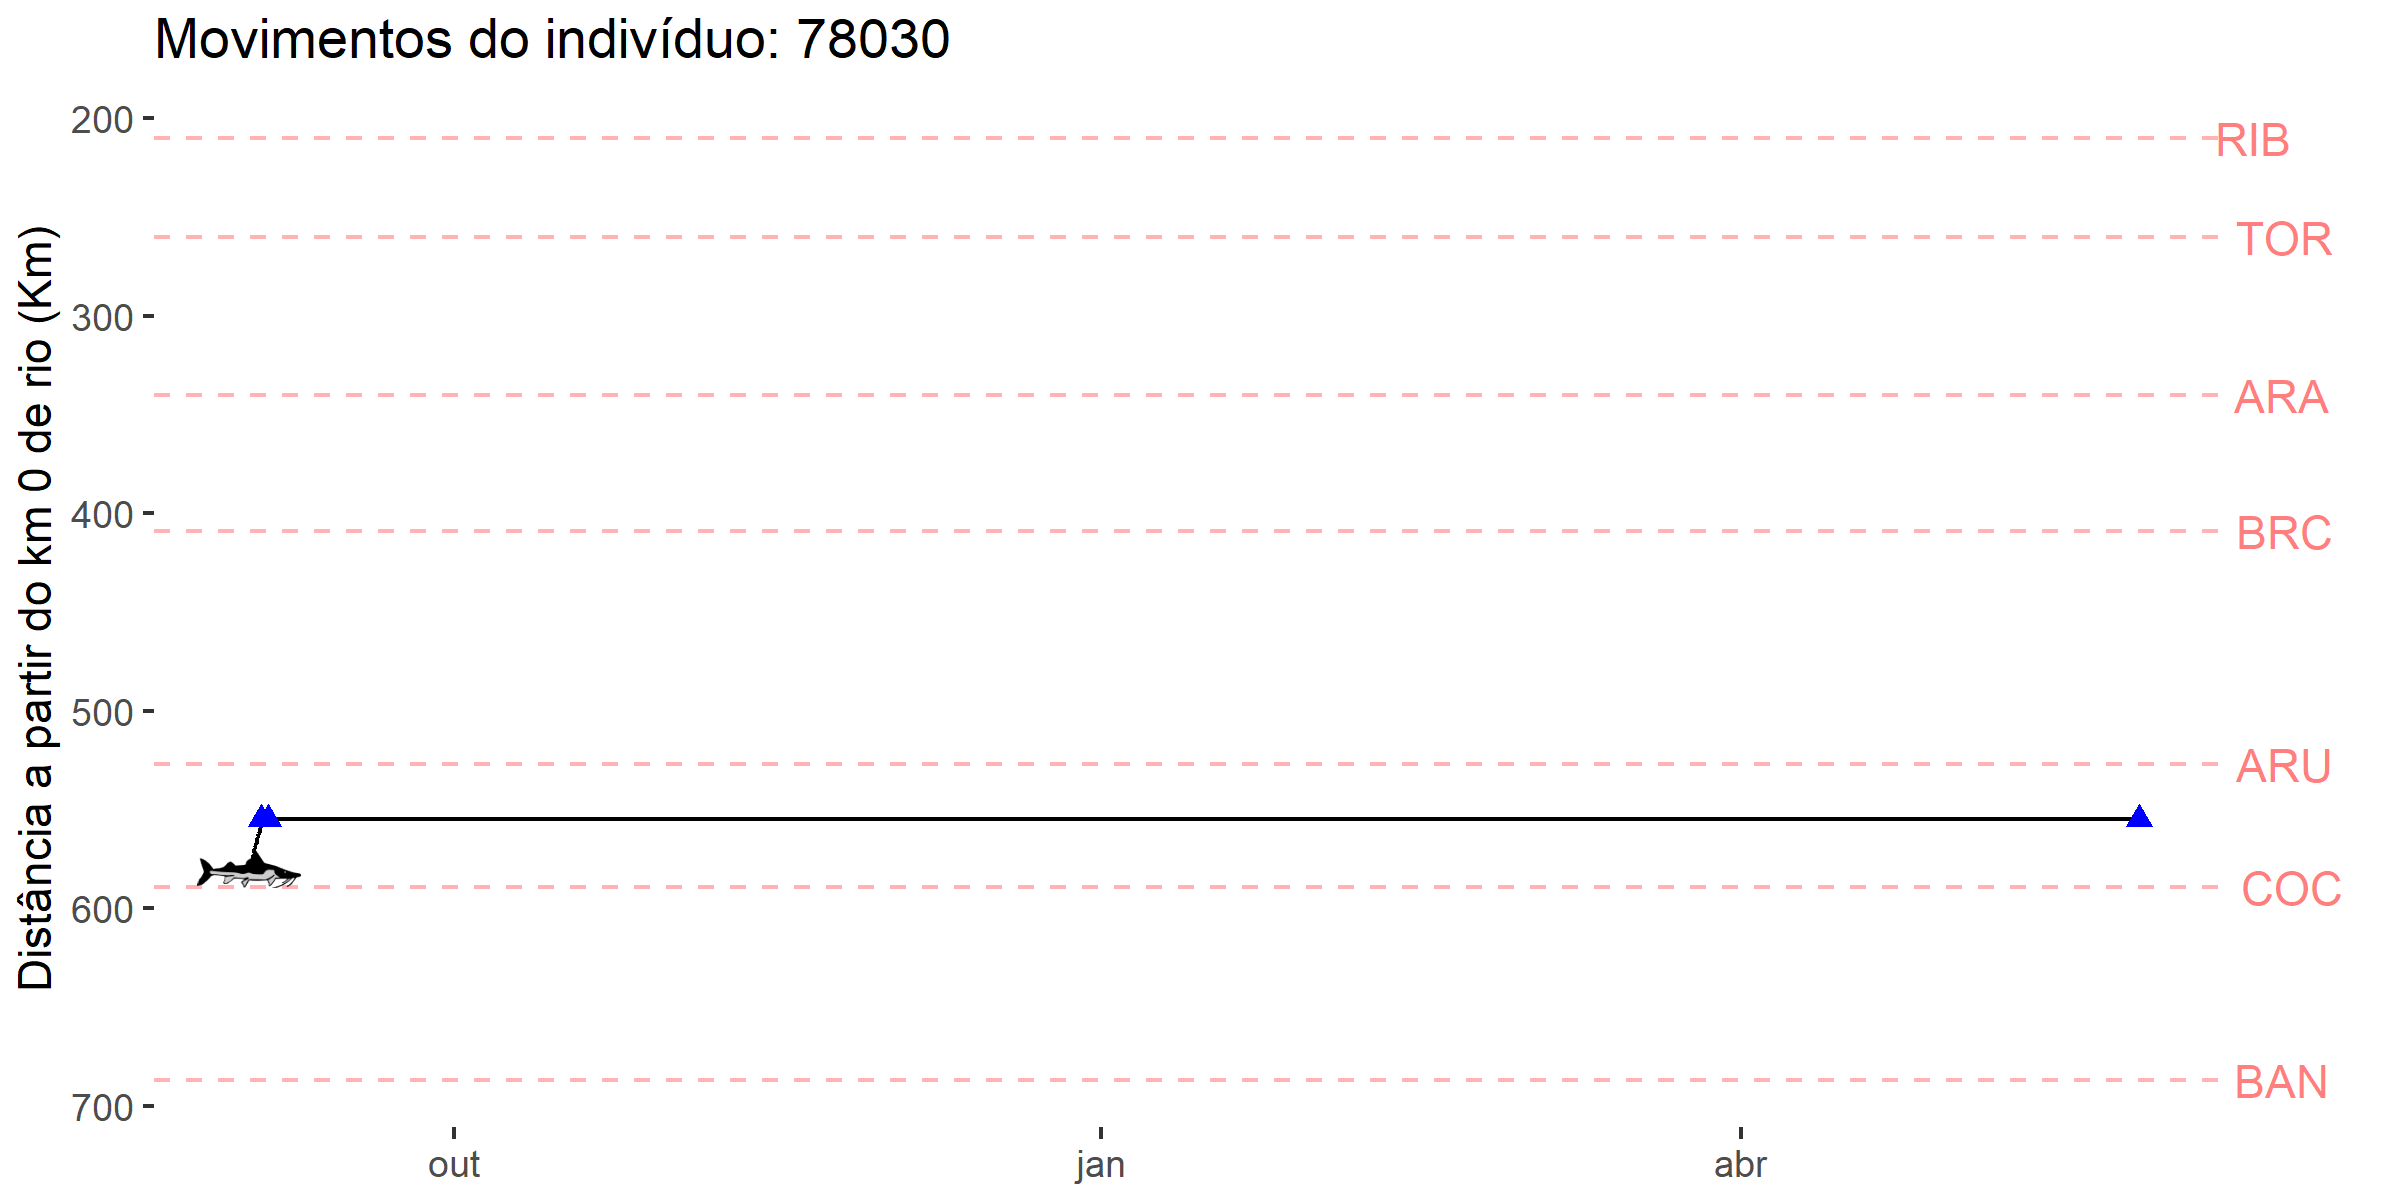 Movimentos do indivíduo: 78030
Distância a partir do km 0 de rio (Km)
200
300
400
500
600
700
RIB
TOR
ARA
BRC
ARU
COC
BAN
out
jan
abr